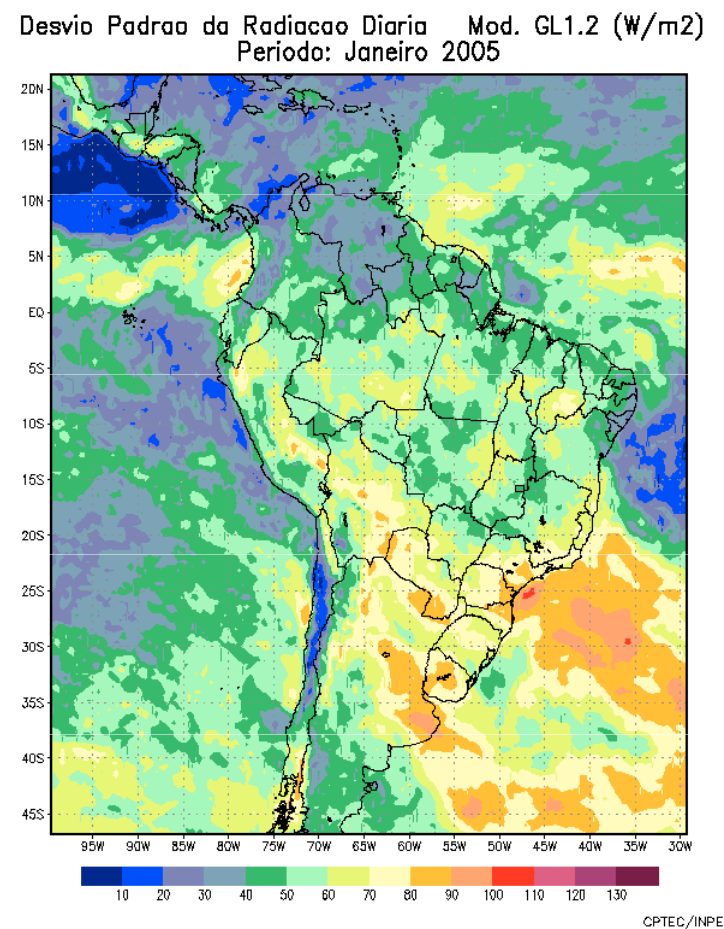 Desvio Padrao da Radiacao Diaria Mod. GL1.2 (W/m2)
Periodo: Janeiro 2005
20N
15N
10N
5N
EQ
5S
10S
15S
20S
25S
30S
35S
40S
45S
95W 90W 85W 80W 75W 70W 65W 60W 55W 50W 45W 40W 35W 30W
10 20 30 40 50 60 70 80 90 100 110 120 130
CPTEC/INPE